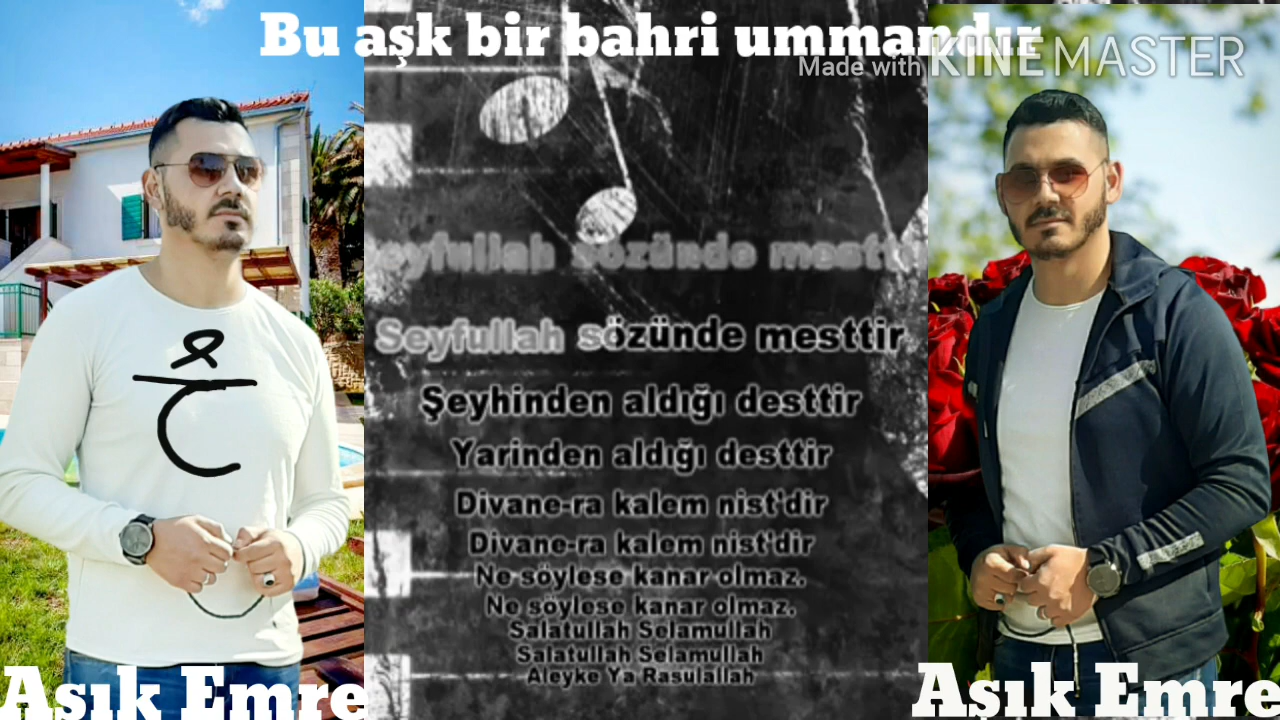 Bu aşk bir bahri ummandır
Made with KINEMASTER
Seyfullah sözünde mesttir
Seyfullah sözünde mesttir
Şeyhinden aldığı desttir
Yarinden aldığı desttir
Divane-ra kalem nist'dir
Divane-ra kalem nist'dir
Ne söylese kanar olmaz.
Ne söylese kanar olmaz.
Salatullah Selamullah
Salatullah Selamullah
Aleyke Ya Rasulallah
Aşık Emre
Aşık Emre